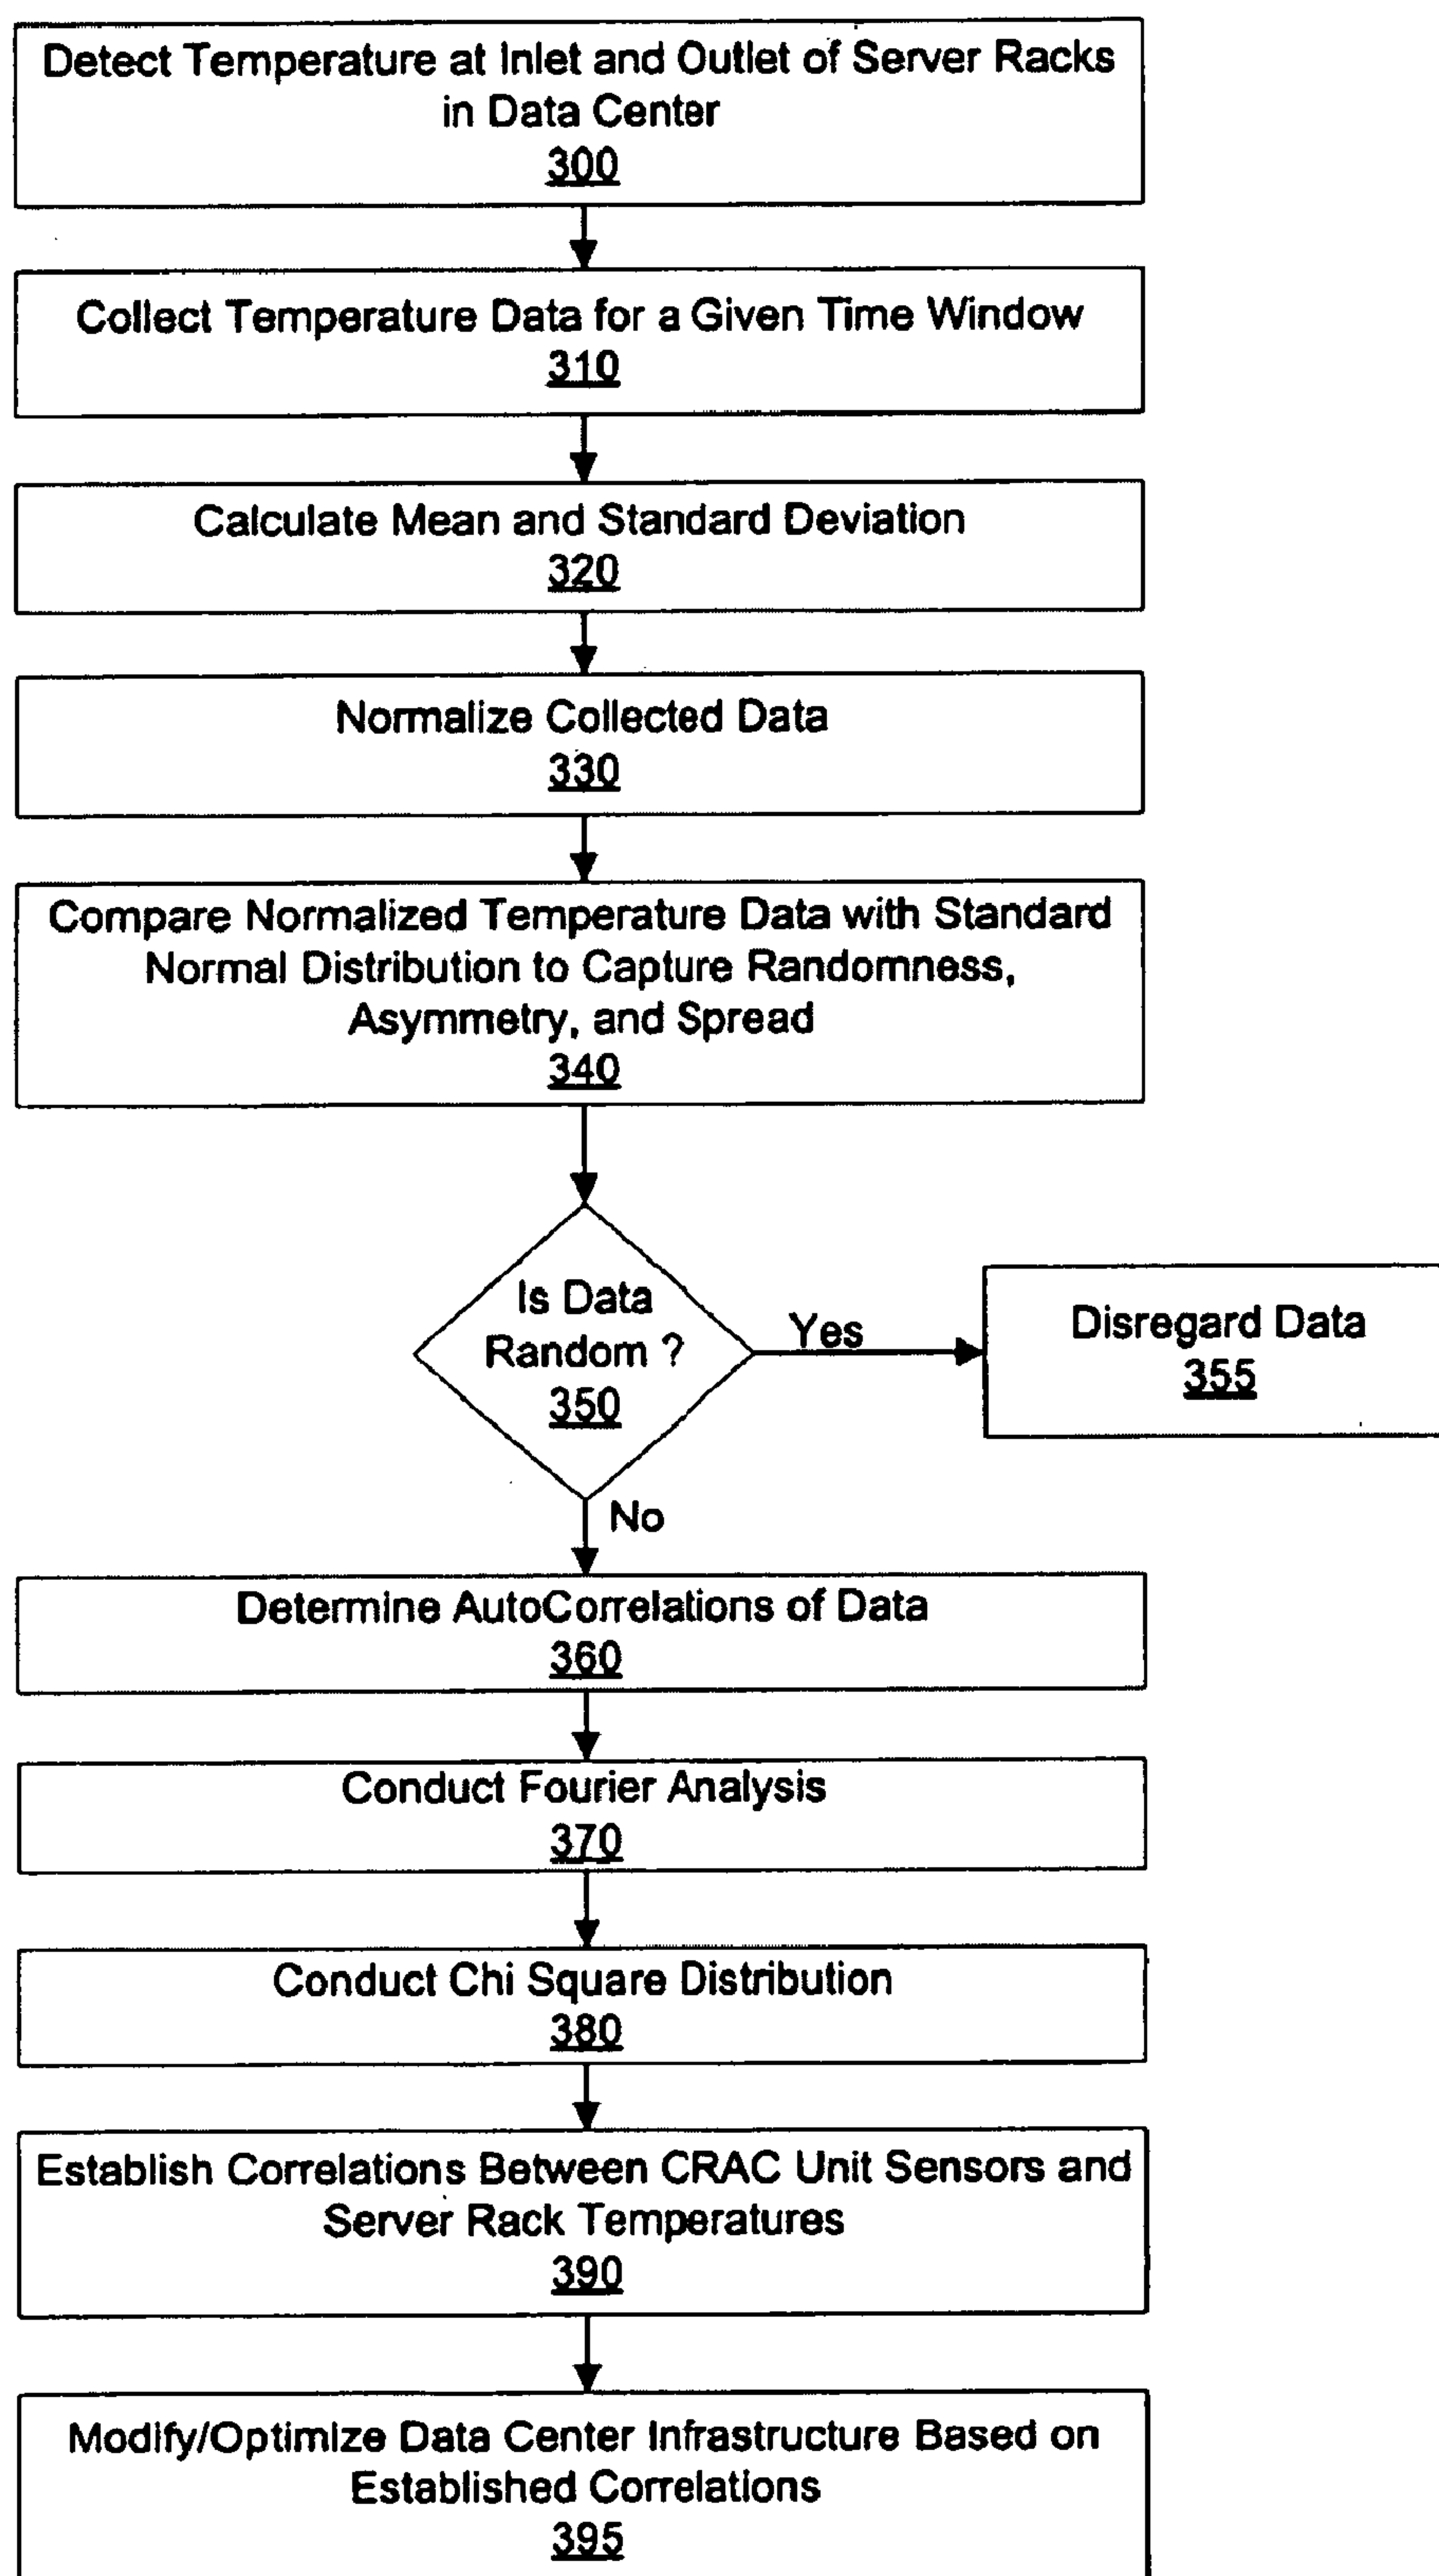 Detect Temperature at Inlet and Outlet of Server Racks
in Data Center
300
Collect Temperature Data for a Given Time Window
310
Calculate Mean and Standard Deviation
320
Normalize Collected Data
330
Compare Normalized Temperature Data with Standard
Normal Distribution to Capture Randomness,
Asymmetry, and Spread
340
Is Data
Random ?
350
Yes
Disregard Data
355
No
Determine AutoCorrelations of Data
360
Conduct Fourier Analysis
370
Conduct Chi Square Distribution
380
Establish Correlations Between CRAC Unit Sensors and
Server Rack Temperatures
390
Modify/Optimize Data Center Infrastructure Based on
Established Correlations
395